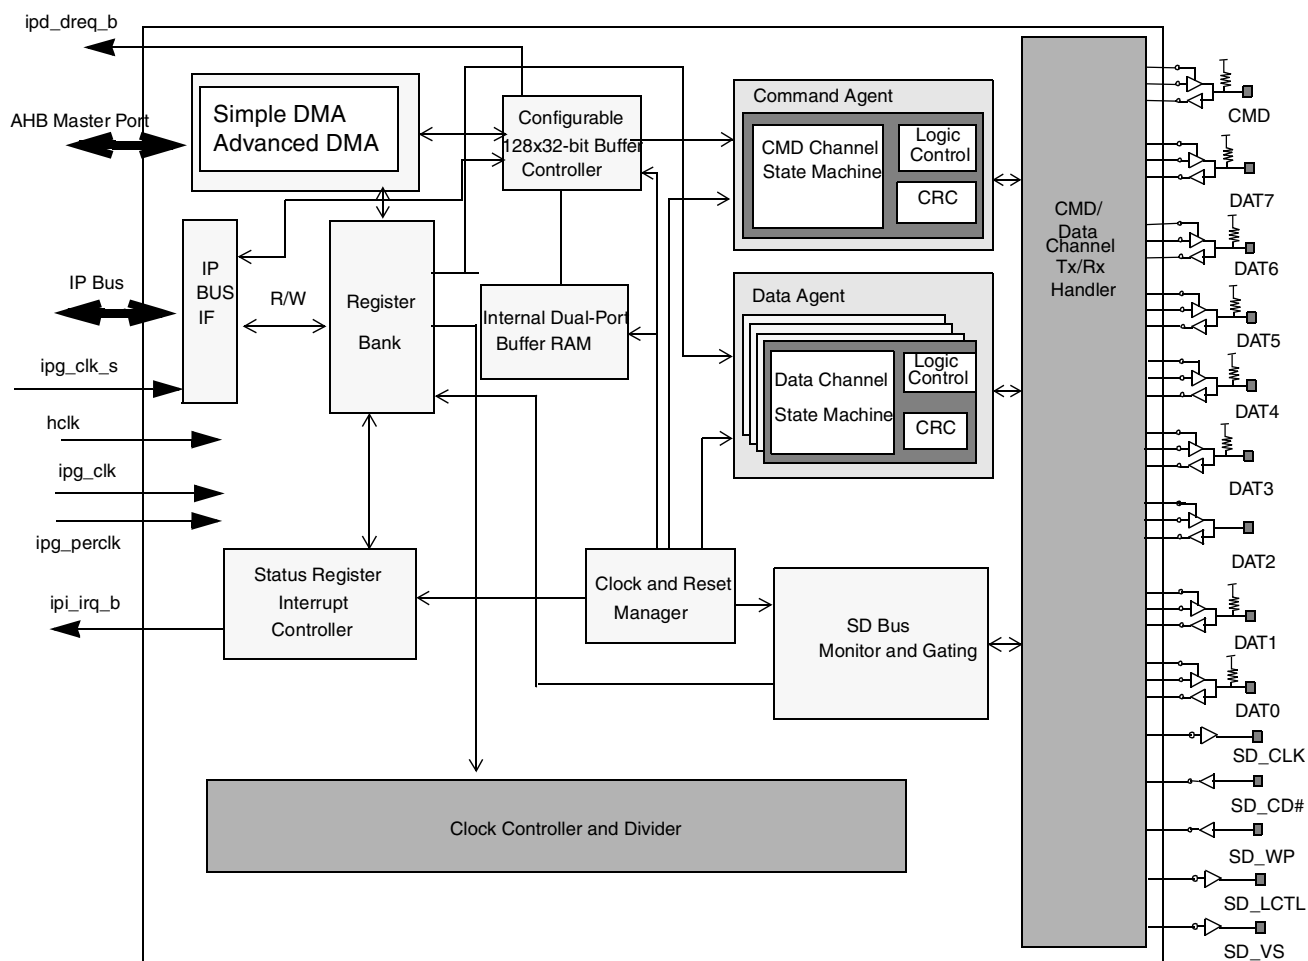 ipd_dreq_b
AHB Master Port
Simple DMA
Advanced DMA
Configurable
128x32-bit Buffer
Controller
Command Agent
CMD Channel
State Machine
Logic
Control
CRC
CMD/
Data
Channel
Tx/Rx
Handler
CMD
DAT7
DAT6
DAT5
DAT4
DAT3
DAT2
DAT1
DAT0
SD_CLK
SD_CD#
SD_WP
SD_LCTL
SD_VS
IP Bus
IP
BUS
IF
R/W
Register
Bank
Internal Dual-Port
Buffer RAM
Data Agent
Data Channel
State Machine
Logic
Control
CRC
ipg_clk_s
hclk
ipg_clk
ipg_perclk
ipi_irq_b
Status Register
Interrupt
Controller
Clock and Reset
Manager
SD Bus
Monitor and Gating
Clock Controller and Divider